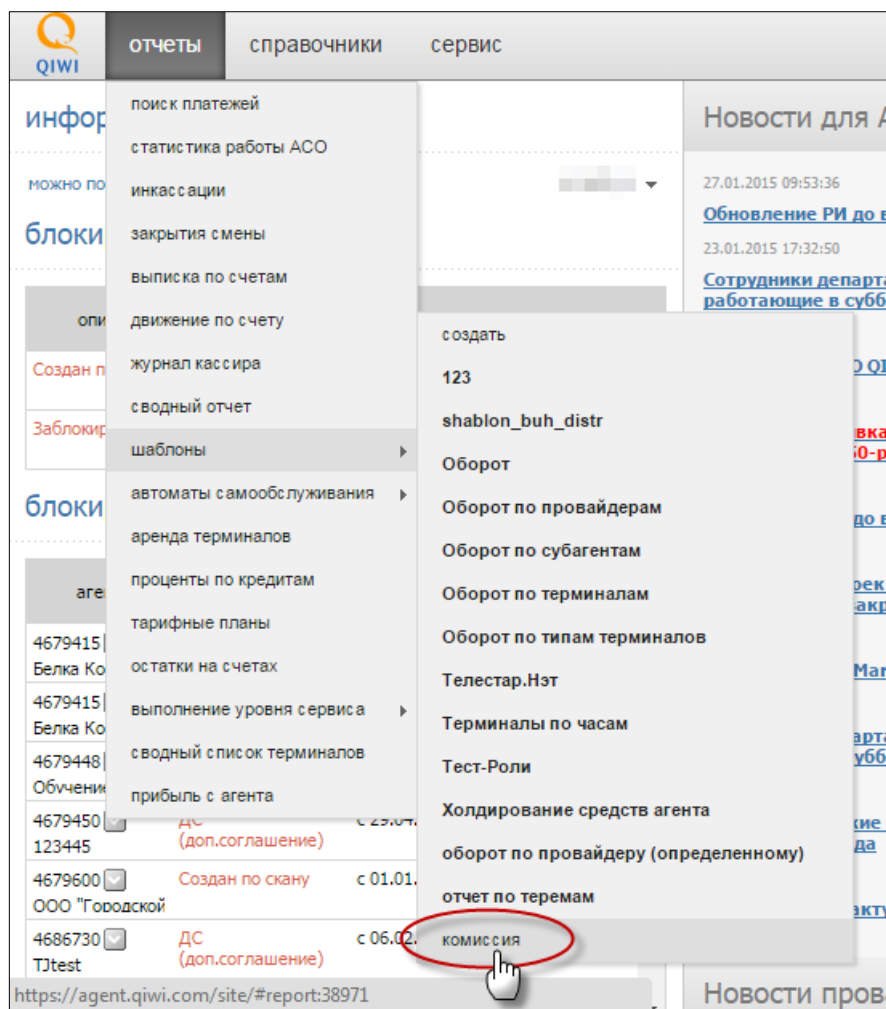 QIWI
отчеты
справочники
сервис
поиск платежей
статистика работы АСО
инкассации
закрытия смены
выписка по счетам
движение по счету
журнал кассира
сводный отчет
шаблоны
автоматы самообслуживания
аренда терминалов
проценты по кредитам
тарифные планы
остатки на счетах
выполнение уровня сервиса
сводный список терминалов
прибыль с агента
создать
123
shablon_buh_distr
Оборот
Оборот по провайдерам
Оборот по субагентам
Оборот по терминалам
Оборот по типам терминалов
Телестар.Нэт
Терминалы по часам
Тест-Роли
Холдирование средств агента
оборот по провайдеру (определенному)
отчет по теремам
комиссия
можно по
блоки
Создан п
блоки
4679415
Белка Ко
4679415
Белка Ко
4679448
4679450
ДС
(доп.соглашение)
123445
4679600
Создан по скану
с 01.01.
ООО "Городской
4686730
ДС
(доп.соглашение)
с 06.02.
TJtest
https://agent.qiwi.com/site/#report:38971
Новости для А
27.01.2015 09:53:36
Обновление РИ до в
23.01.2015 17:32:50
Сотрудники департа
работающие в субб
Новости пров